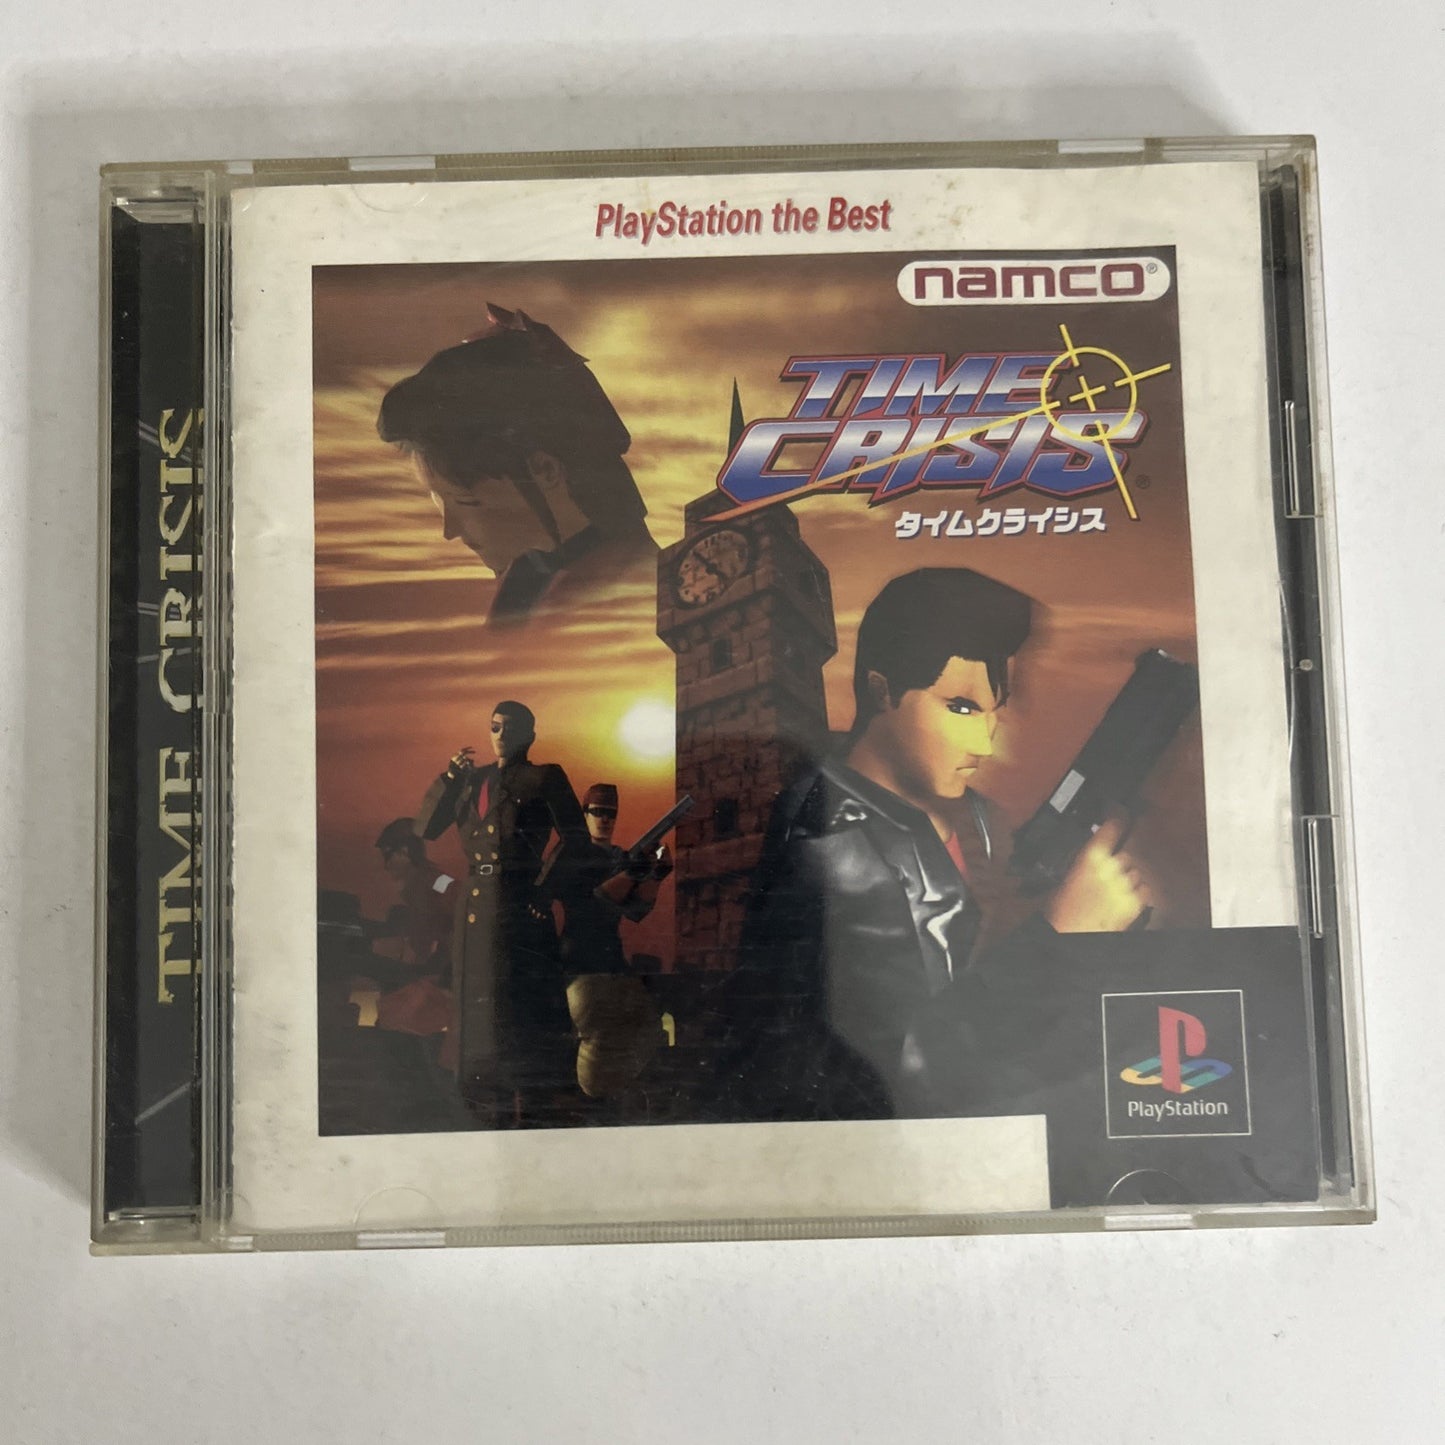 PlayStation the Best
namco®
TIME
CRISIS®
タイムクライシス
TIME CRISIS
PlayStation